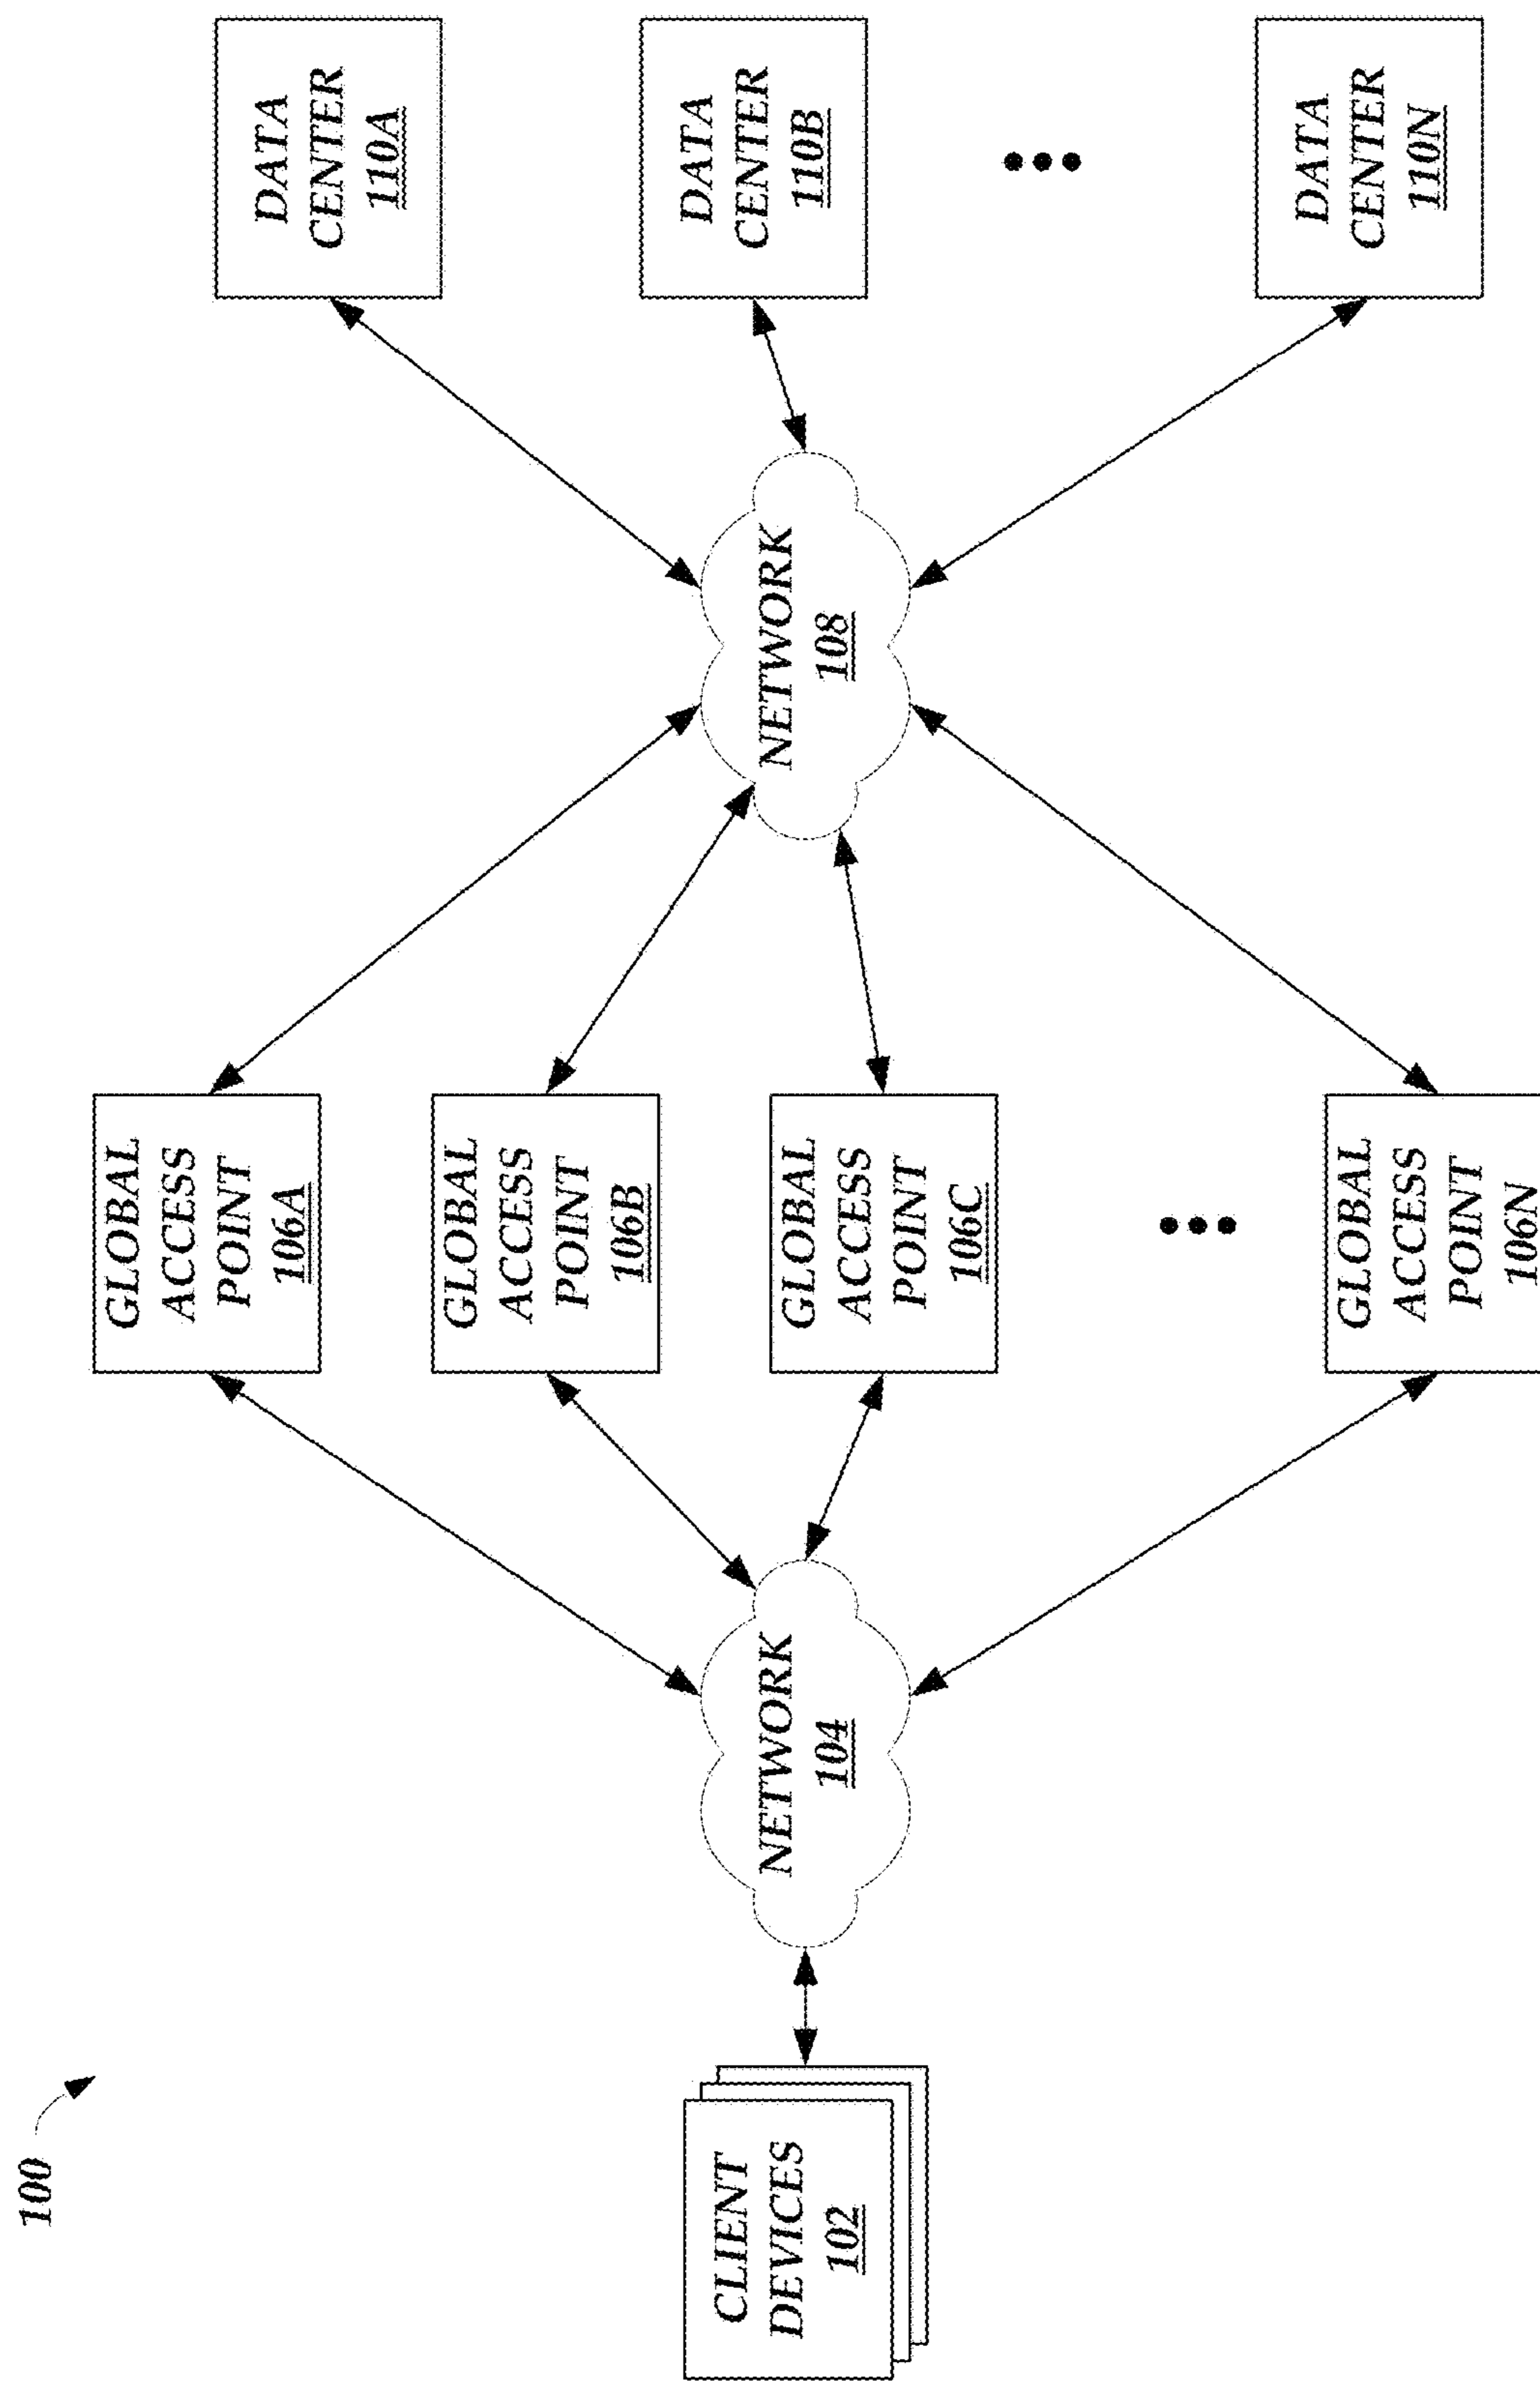 100
CLIENT
DEVICES
102
NETWORK
104
GLOBAL
ACCESS
POINT
106A
GLOBAL
ACCESS
POINT
106B
GLOBAL
ACCESS
POINT
106C
GLOBAL
ACCESS
POINT
106N
NETWORK
108
DATA
CENTER
110A
DATA
CENTER
110B
DATA
CENTER
110N